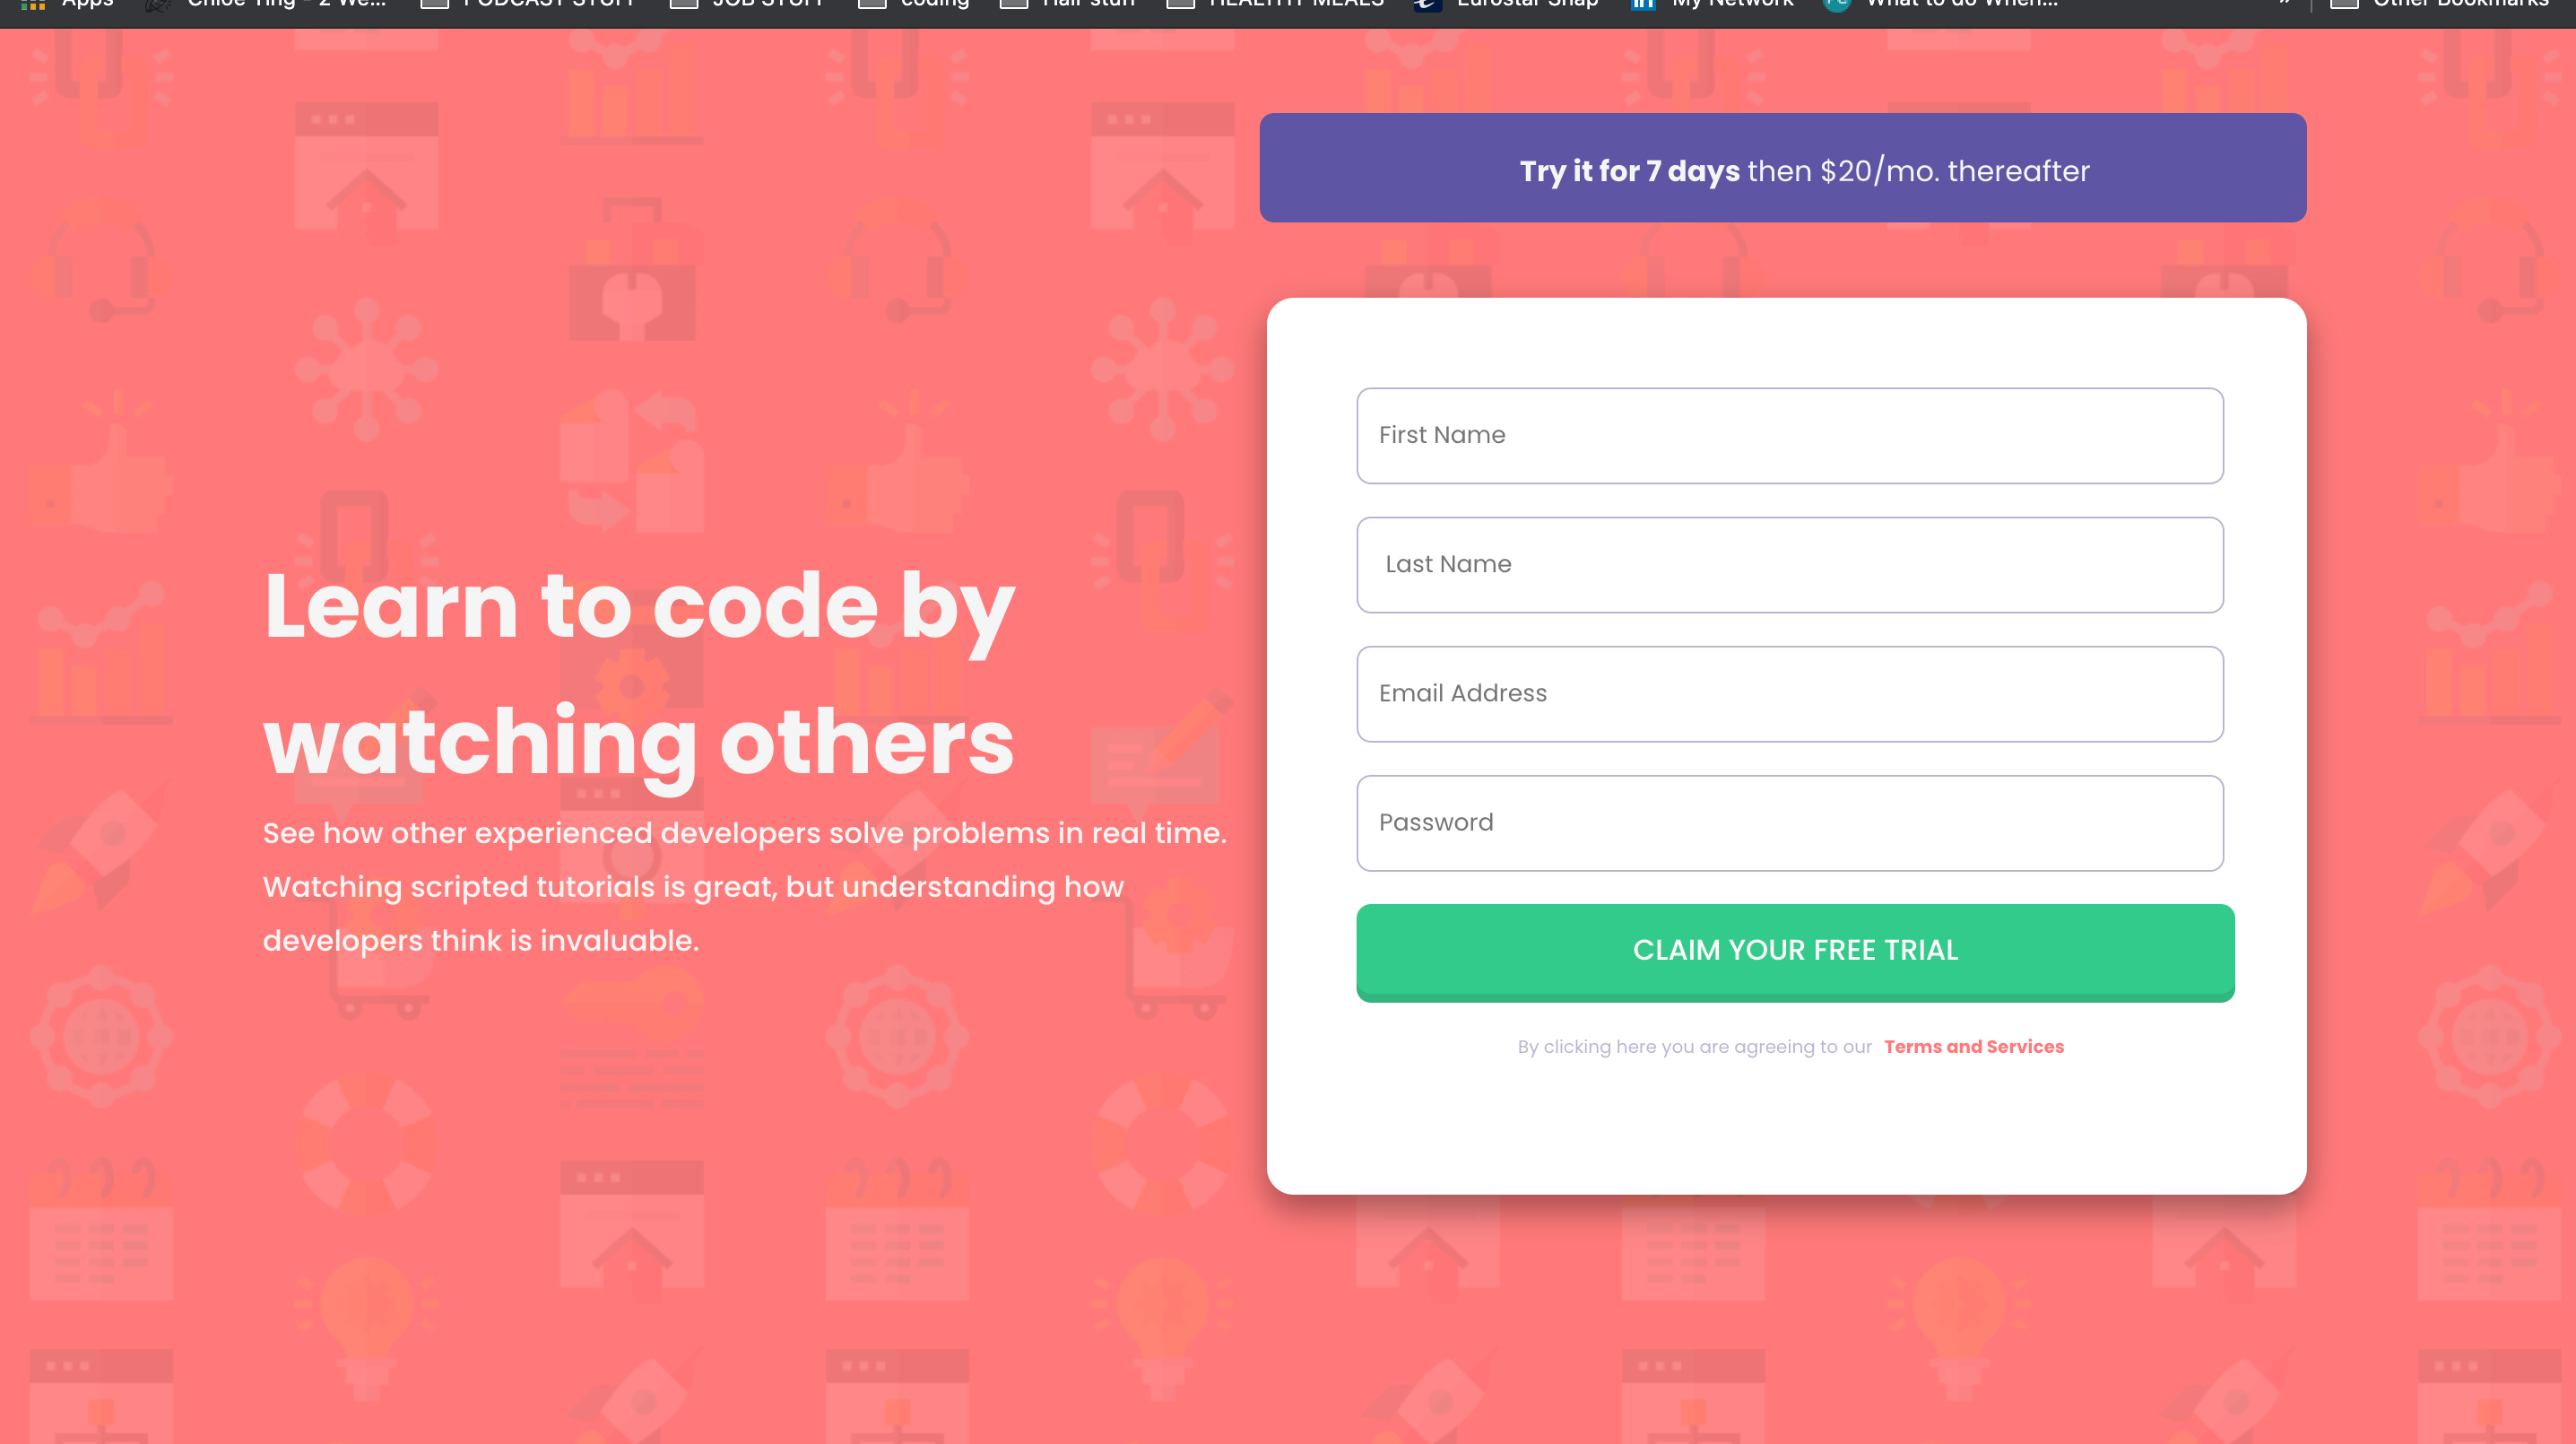 Apps Chloe Ting - 2 We... PODCAST STUFF JOB STUFF coding Hair stuff HEALTHY MEALS Eurostar Snap My Network What to do When... » Other Bookmarks
Try it for 7 days then $20/mo. thereafter
Learn to code by
watching others
See how other experienced developers solve problems in real time.
Watching scripted tutorials is great, but understanding how
developers think is invaluable.
First Name
Last Name
Email Address
Password
CLAIM YOUR FREE TRIAL
By clicking here you are agreeing to our Terms and Services